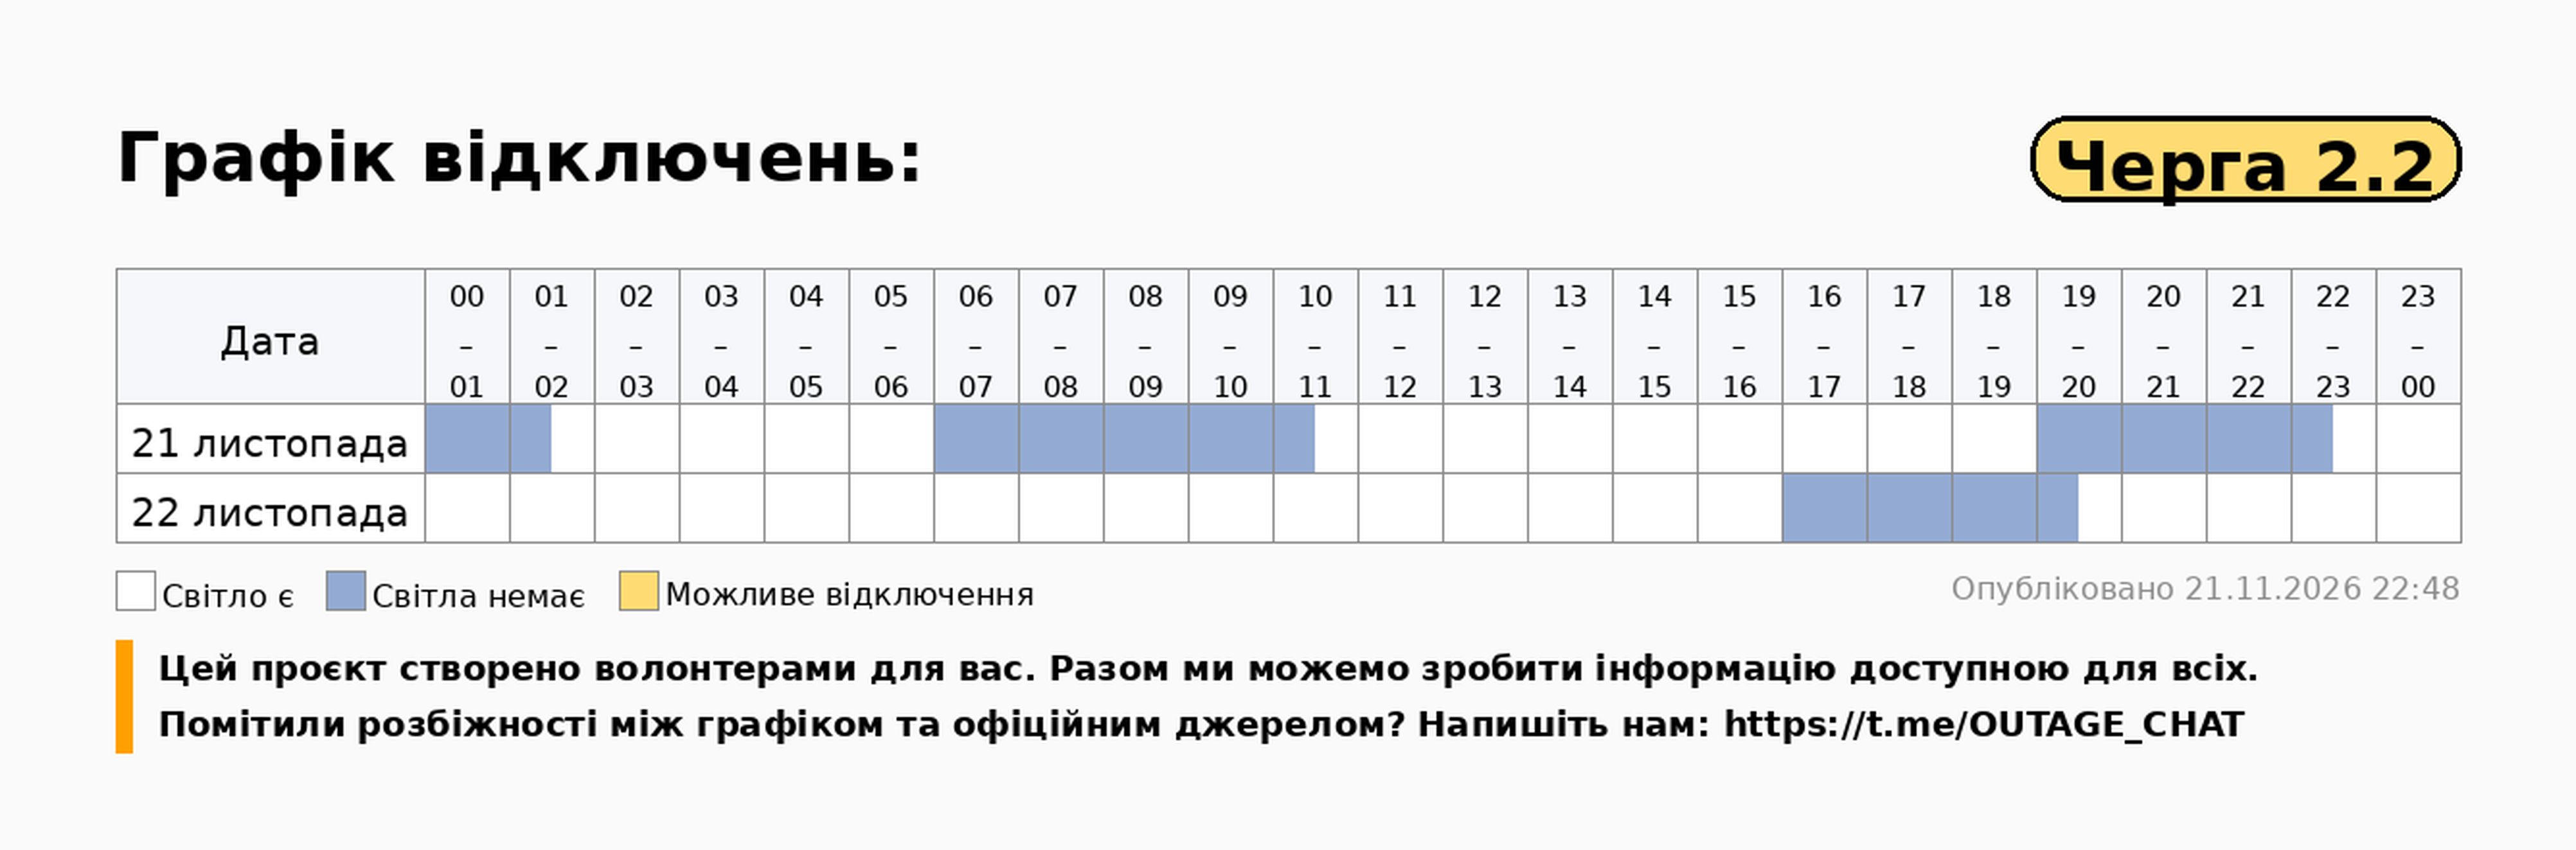 Графік відключень:
Черга 2.2
Дата
00 – 01
01 – 02
02 – 03
03 – 04
04 – 05
05 – 06
06 – 07
07 – 08
08 – 09
09 – 10
10 – 11
11 – 12
12 – 13
13 – 14
14 – 15
15 – 16
16 – 17
17 – 18
18 – 19
19 – 20
20 – 21
21 – 22
22 – 23
23 – 00
21 листопада
22 листопада
Світло є
Світла немає
Можливе відключення
Опубліковано 21.11.2026 22:48
Цей проєкт створено волонтерами для вас. Разом ми можемо зробити інформацію доступною для всіх.
Помітили розбіжності між графіком та офіційним джерелом? Напишіть нам: https://t.me/OUTAGE_CHAT